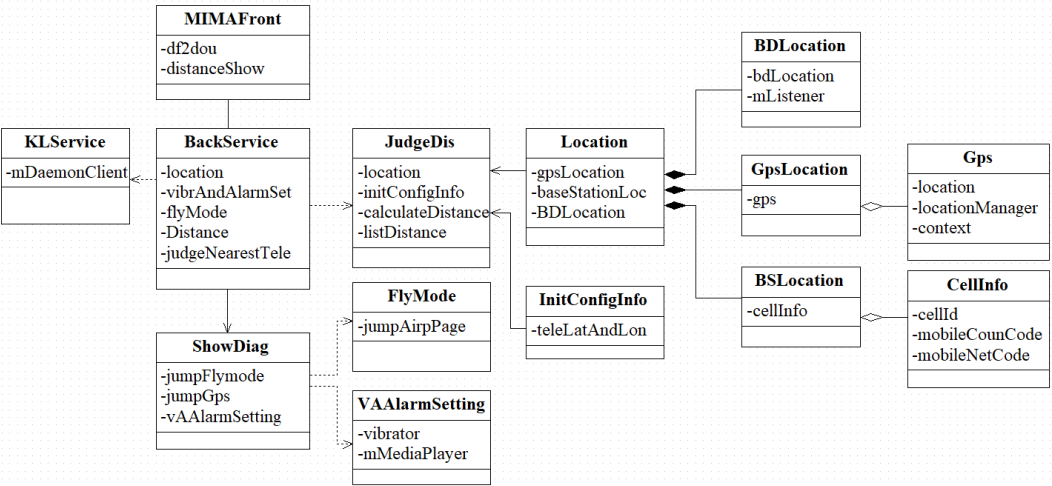 MIMAFront
-df2dou
-distanceShow
KLService
-mDaemonClient
BackService
-location
-vibrAndAlarmSet
-flyMode
-Distance
-judgeNearestTele
JudgeDis
-location
-initConfigInfo
-calculateDistance
-listDistance
Location
-gpsLocation
-baseStationLoc
-BDLocation
BDLocation
-bdLocation
-mListener
GpsLocation
-gps
Gps
-location
-locationManager
-context
BSLocation
-cellInfo
CellInfo
-cellId
-mobileCounCode
-mobileNetCode
InitConfigInfo
-teleLatAndLon
FlyMode
-jumpAirpPage
ShowDiag
-jumpFlymode
-jumpGps
-vAAlarmSetting
VAAlarmSetting
-vibrator
-mMediaPlayer